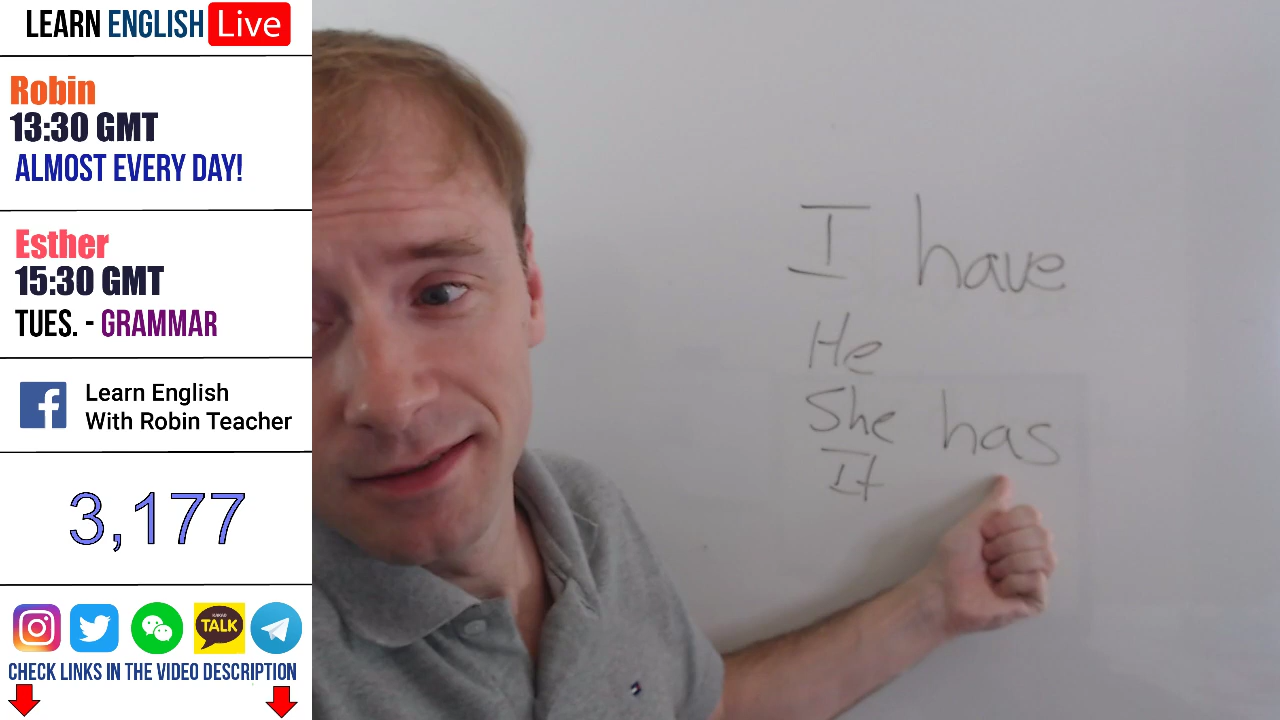 LEARN ENGLISH Live
Robin
13:30 GMT
ALMOST EVERY DAY!
Esther
15:30 GMT
TUES. - GRAMMAR
Learn English
With Robin Teacher
3,177
TALK
CHECK LINKS IN THE VIDEO DESCRIPTION
I have
He
She has
It